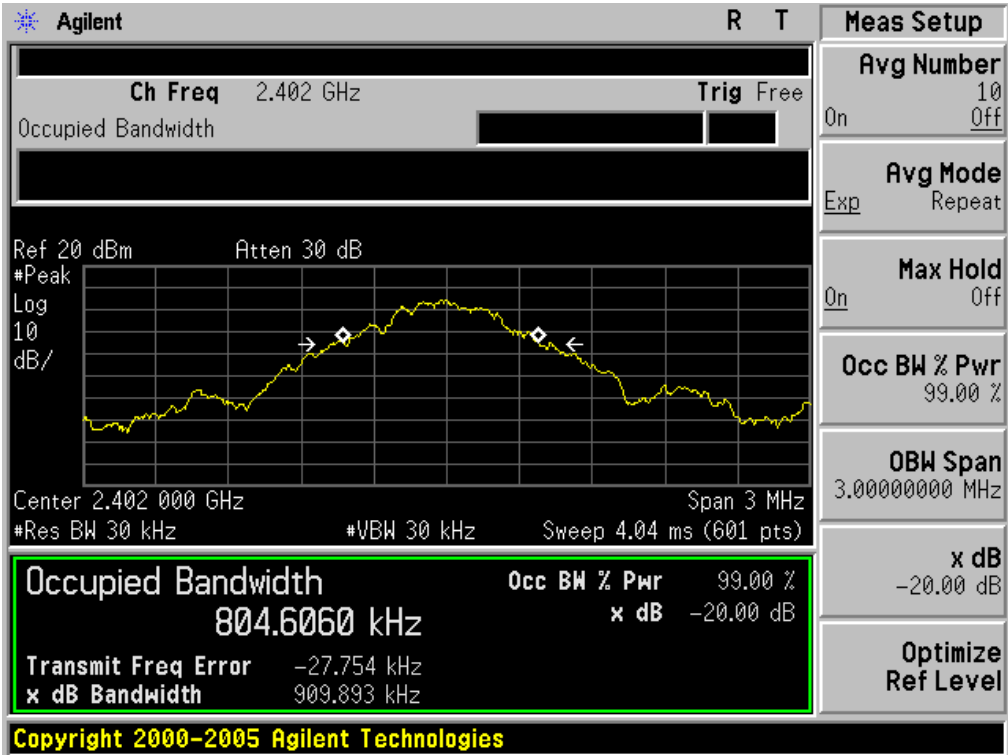 Agilent R T
Ch Freq 2.402 GHz Trig Free
Occupied Bandwidth
Ref 20 dBm Atten 30 dB
#Peak
Log
10
dB/
Center 2.402 000 GHz Span 3 MHz
#Res BW 30 kHz #VBW 30 kHz Sweep 4.04 ms (601 pts)
Occupied Bandwidth
804.6060 kHz
Occ BW % Pwr 99.00 %
x dB -20.00 dB
Transmit Freq Error -27.754 kHz
x dB Bandwidth 909.893 kHz
Copyright 2000-2005 Agilent Technologies
Meas Setup
Avg Number
10
On Off
Avg Mode
Exp Repeat
Max Hold
On Off
Occ BW % Pwr
99.00 %
OBW Span
3.00000000 MHz
x dB
-20.00 dB
Optimize
Ref Level